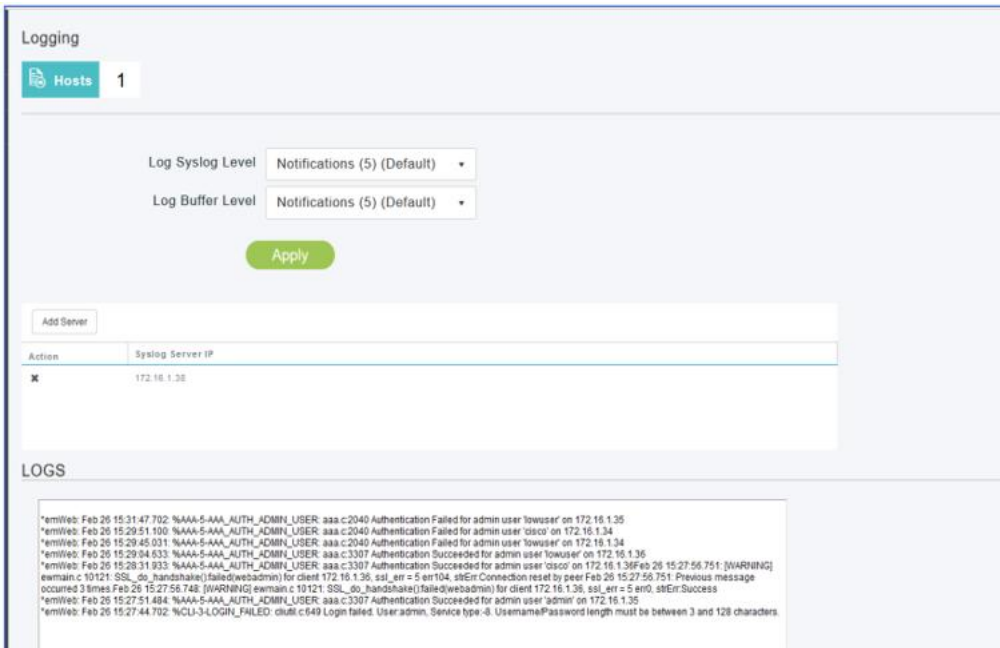 Logging
Hosts 1
Log Syslog Level Notifications (5) (Default)
Log Buffer Level Notifications (5) (Default)
Apply
Add Server
Action Syslog Server IP
172.16.1.36
LOGS
*emWeb: Feb 26 15:31:47.702: %AAA-5-AAA_AUTH_ADMIN_USER: aaa.c:2040 Authentication Failed for admin user 'lowuser' on 172.16.1.35
*emWeb: Feb 26 15:29:51.100: %AAA-5-AAA_AUTH_ADMIN_USER: aaa.c:2040 Authentication Failed for admin user 'cisco' on 172.16.1.34
*emWeb: Feb 26 15:29:45.031: %AAA-5-AAA_AUTH_ADMIN_USER: aaa.c:2040 Authentication Failed for admin user 'lowuser' on 172.16.1.34
*emWeb: Feb 26 15:29:04.633: %AAA-5-AAA_AUTH_ADMIN_USER: aaa.c:3307 Authentication Succeeded for admin user 'lowuser' on 172.16.1.36
*emWeb: Feb 26 15:28:31.933: %AAA-5-AAA_AUTH_ADMIN_USER: aaa.c:3307 Authentication Succeeded for admin user 'cisco' on 172.16.1.36Feb 26 15:27:56.751: [WARNING]
ewmain.c 10121: SSL_do_handshake():failed(webadmin) for client 172.16.1.36, ssl_err = 5 err104, strErr:Connection reset by peer Feb 26 15:27:56.751: Previous message
occurred 3 times.Feb 26 15:27:56.748: [WARNING] ewmain.c 10121: SSL_do_handshake():failed(webadmin) for client 172.16.1.36, ssl_err = 5 err0, strErr:Success
*emWeb: Feb 26 15:27:51.484: %AAA-5-AAA_AUTH_ADMIN_USER: aaa.c:3307 Authentication Succeeded for admin user 'admin' on 172.16.1.35
*emWeb: Feb 26 15:27:44.702: %CLI-3-LOGIN_FAILED: cliutil.c:649 Login failed. User:admin, Service type:-8. Username/Password length must be between 3 and 128 characters.